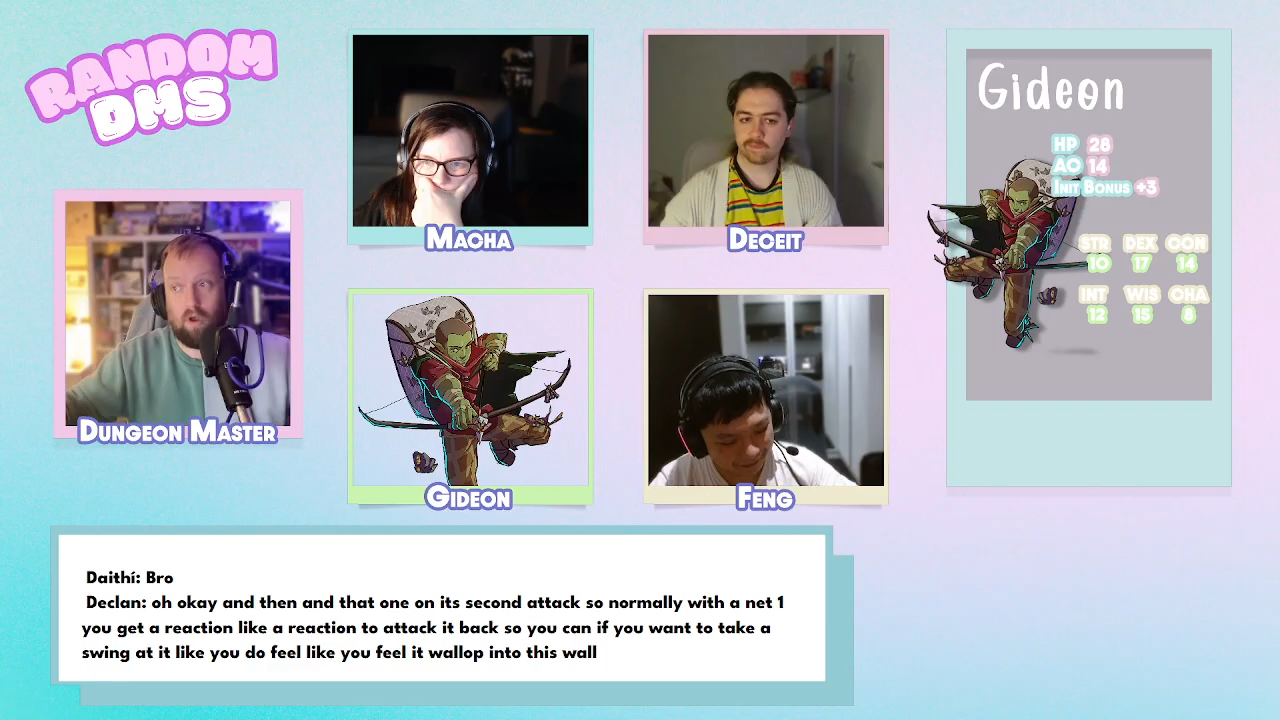 RANDOM
DMS
Macha
Deceit
Gideon
HP 28
AC 14
Init Bonus +3
STR DEX CON
10 17 14
INT WIS CHA
12 15 8
Dungeon Master
Gideon
Feng
Daithí: Bro
Declan: oh okay and then and that one on its second attack so normally with a net 1
you get a reaction like a reaction to attack it back so you can if you want to take a
swing at it like you do feel like you feel it wallop into this wall